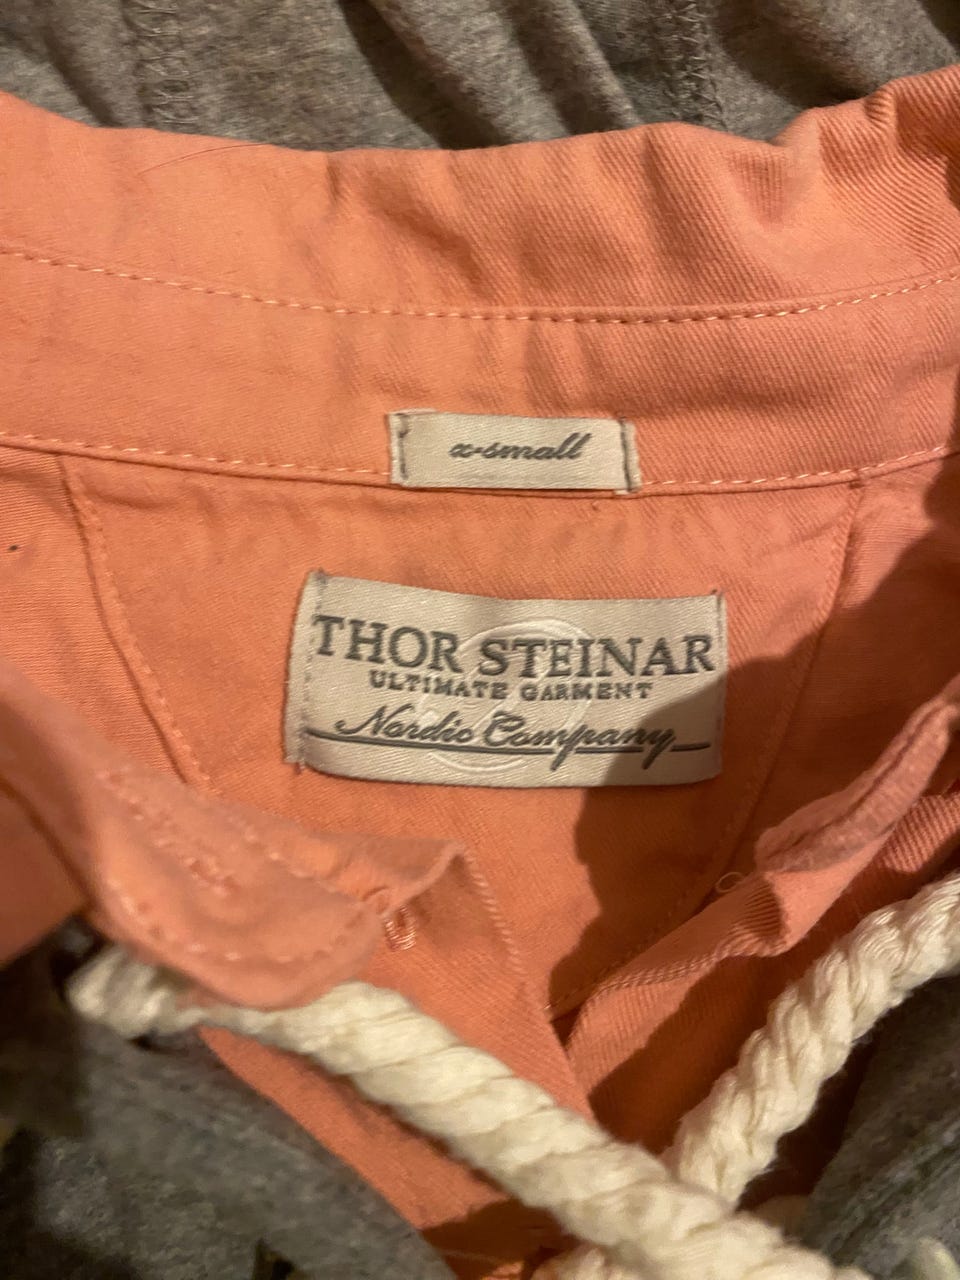 x-small
THOR STEINAR
ULTIMATE GARMENT
Nordic Company